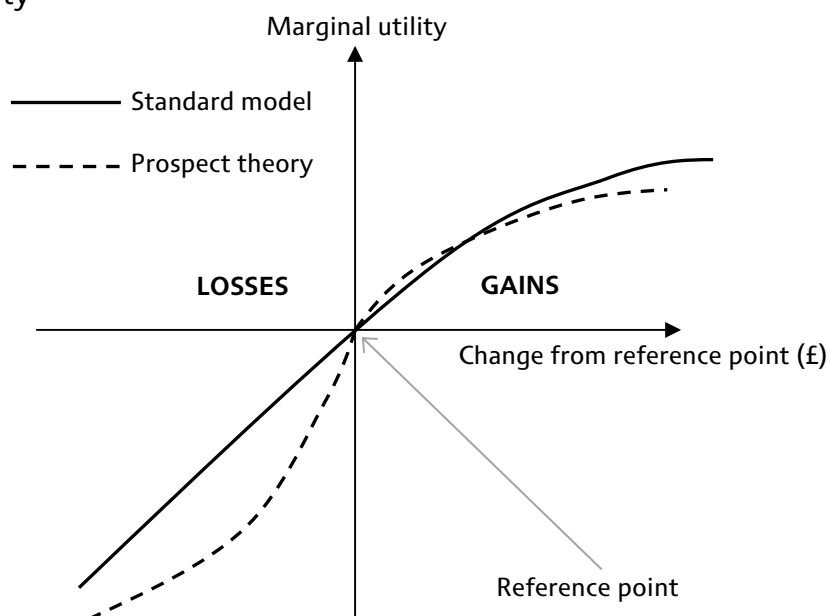 Marginal utility
Standard model
Prospect theory
LOSSES
GAINS
Change from reference point (£)
Reference point